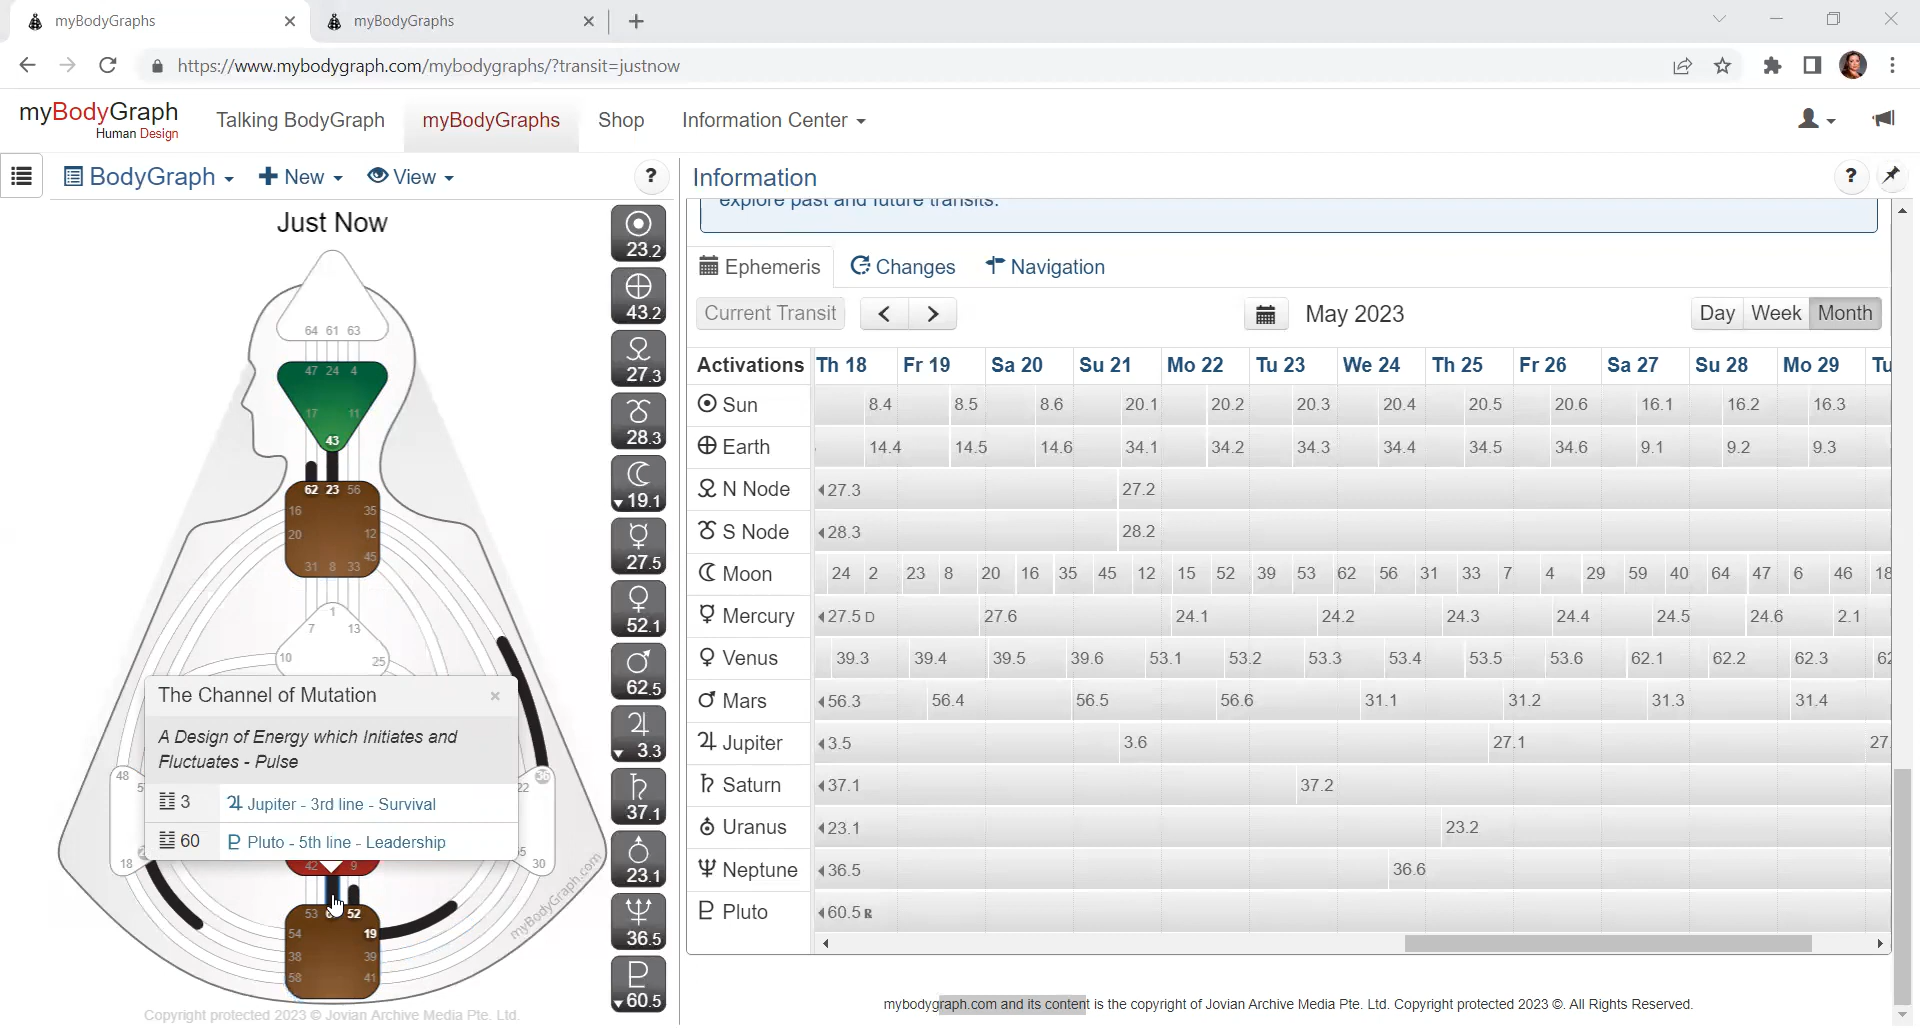 myBodyGraphs
myBodyGraphs
https://www.mybodygraph.com/mybodygraphs/?transit=justnow
myBodyGraph
Human Design
Talking BodyGraph
myBodyGraphs
Shop
Information Center
BodyGraph
New
View
?
Information
?
explore past and future transits.
Just Now
23.2
43.2
27.3
28.3
19.1
27.5
52.1
62.5
3.3
37.1
23.1
36.5
60.5
64 61 63
47 24 4
17 11
43
62 23 56
16 35
20 12
45
31 8 33
1
7 13
10 25
The Channel of Mutation
A Design of Energy which Initiates and
Fluctuates - Pulse
3 Jupiter - 3rd line - Survival
60 Pluto - 5th line - Leadership
48
36
22
18
30
42 9
53 52
54 19
38 39
58 41
myBodyGraph.com
Copyright protected 2023 © Jovian Archive Media Pte. Ltd.
Ephemeris Changes Navigation
Current Transit May 2023 Day Week Month
Activations Th 18 Fr 19 Sa 20 Su 21 Mo 22 Tu 23 We 24 Th 25 Fr 26 Sa 27 Su 28 Mo 29 Tu
Sun 8.4 8.5 8.6 20.1 20.2 20.3 20.4 20.5 20.6 16.1 16.2 16.3
Earth 14.4 14.5 14.6 34.1 34.2 34.3 34.4 34.5 34.6 9.1 9.2 9.3
N Node 27.3 27.2
S Node 28.3 28.2
Moon 24 2 23 8 20 16 35 45 12 15 52 39 53 62 56 31 33 7 4 29 59 40 64 47 6 46 18
Mercury 27.5 D 27.6 24.1 24.2 24.3 24.4 24.5 24.6 2.1
Venus 39.3 39.4 39.5 39.6 53.1 53.2 53.3 53.4 53.5 53.6 62.1 62.2 62.3 62
Mars 56.3 56.4 56.5 56.6 31.1 31.2 31.3 31.4
Jupiter 3.5 3.6 27.1 27.
Saturn 37.1 37.2
Uranus 23.1 23.2
Neptune 36.5 36.6
Pluto 60.5 R
mybodygraph.com and its content is the copyright of Jovian Archive Media Pte. Ltd. Copyright protected 2023 ©. All Rights Reserved.